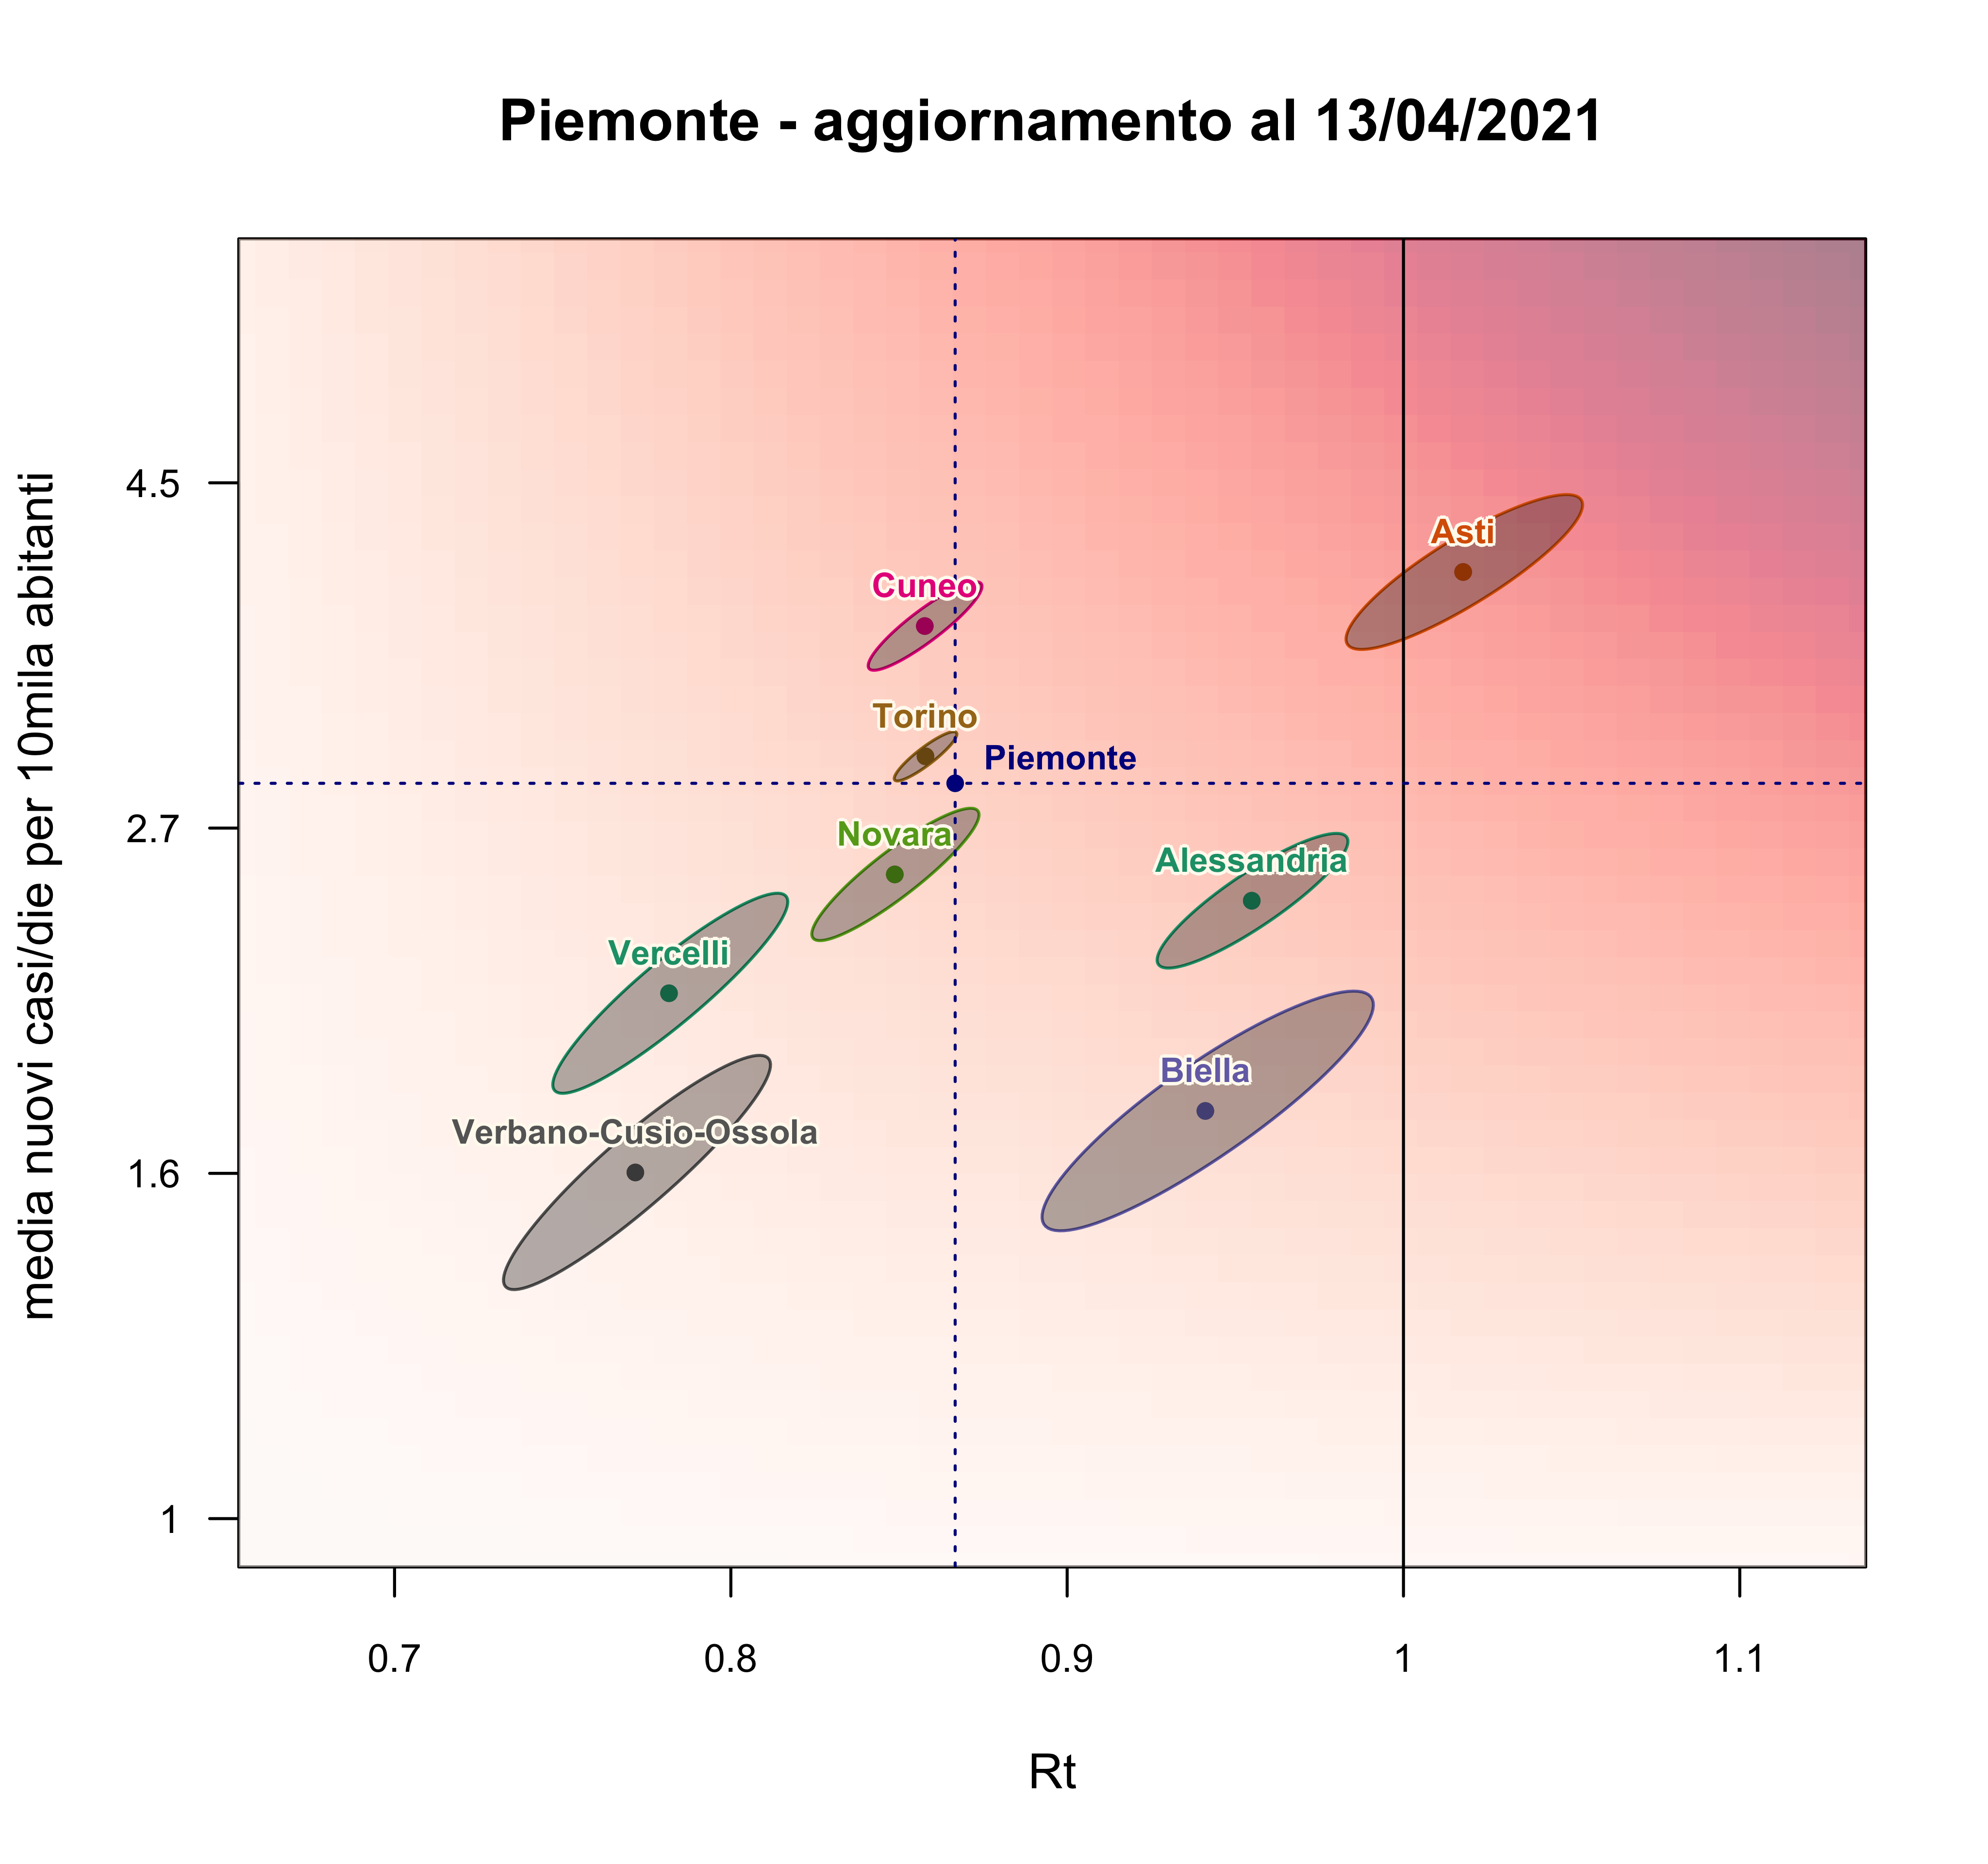 Piemonte - aggiornamento al 13/04/2021
media nuovi casi/die per 10mila abitanti
4.5
2.7
1.6
1
Asti
Cuneo
Torino
Piemonte
Novara
Alessandria
Vercelli
Biella
Verbano-Cusio-Ossola
0.7
0.8
0.9
1
1.1
Rt